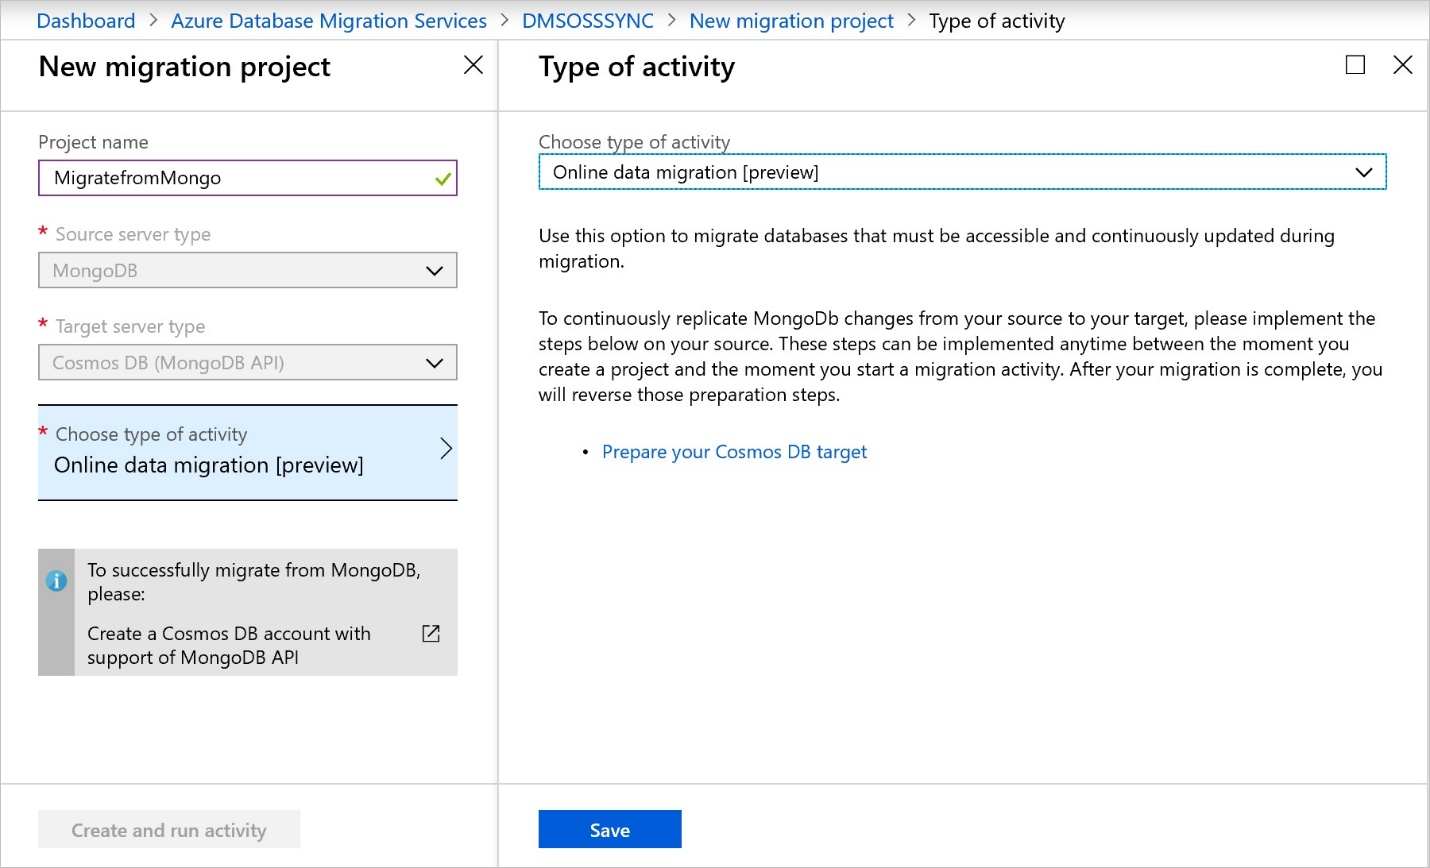 Dashboard > Azure Database Migration Services > DMSOSSSYNC > New migration project > Type of activity
New migration project
Project name
MigratefromMongo
* Source server type
MongoDB
* Target server type
Cosmos DB (MongoDB API)
* Choose type of activity
Online data migration [preview]
To successfully migrate from MongoDB,
please:
Create a Cosmos DB account with
support of MongoDB API
Create and run activity
Type of activity
Choose type of activity
Online data migration [preview]
Use this option to migrate databases that must be accessible and continuously updated during
migration.
To continuously replicate MongoDb changes from your source to your target, please implement the
steps below on your source. These steps can be implemented anytime between the moment you
create a project and the moment you start a migration activity. After your migration is complete, you
will reverse those preparation steps.
• Prepare your Cosmos DB target
Save